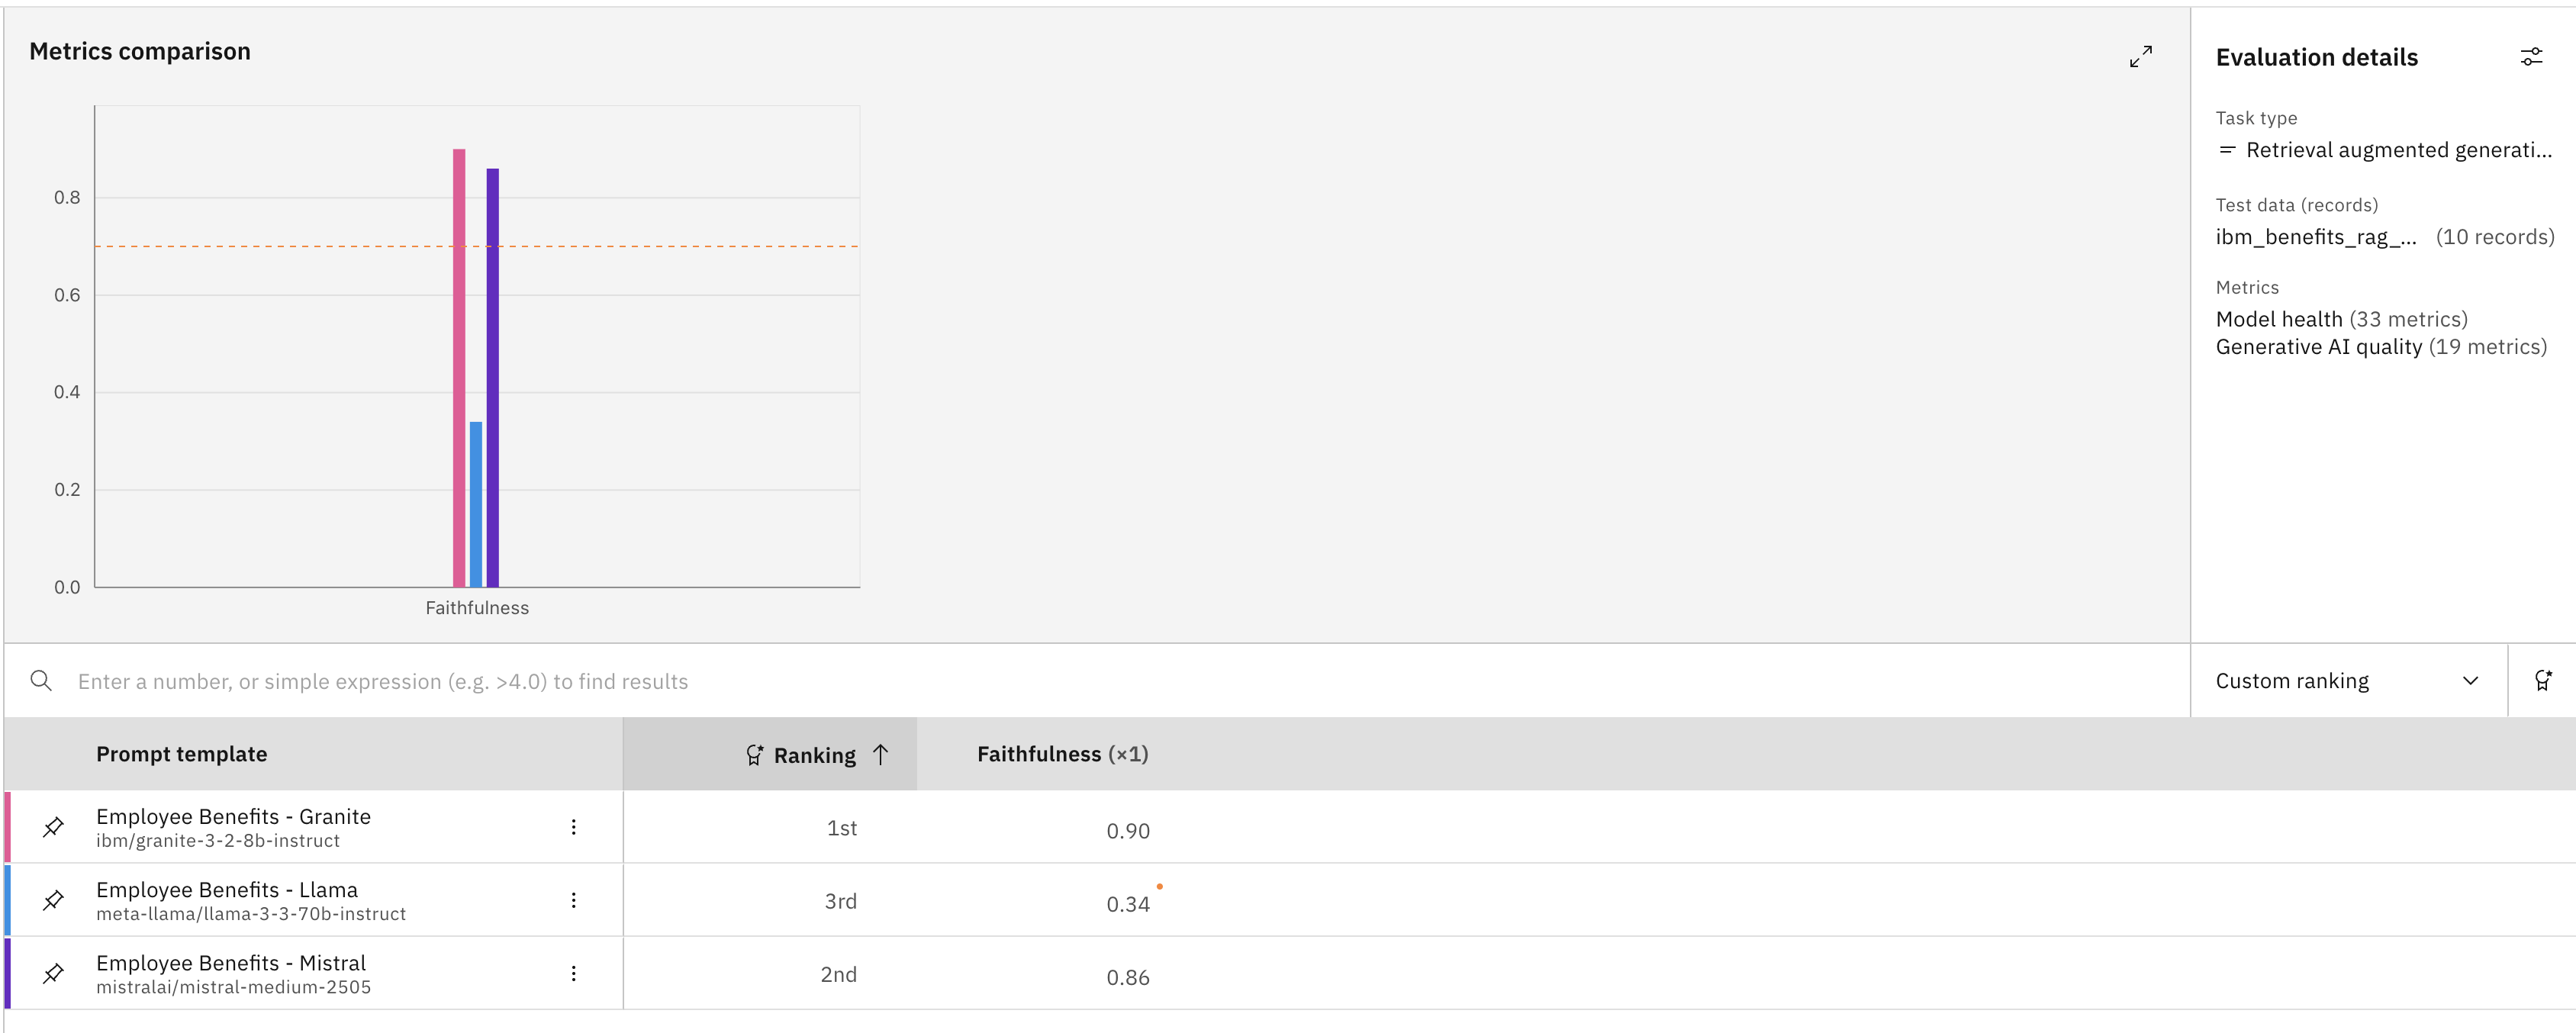 Metrics comparison
0.8
0.6
0.4
0.2
0.0
Faithfulness
Evaluation details
Task type
Retrieval augmented generati...
Test data (records)
ibm_benefits_rag_... (10 records)
Metrics
Model health (33 metrics)
Generative AI quality (19 metrics)
Enter a number, or simple expression (e.g. >4.0) to find results
Custom ranking
Prompt template Ranking Faithfulness (×1)
Employee Benefits - Granite
ibm/granite-3-2-8b-instruct
1st 0.90
Employee Benefits - Llama
meta-llama/llama-3-3-70b-instruct
3rd 0.34
Employee Benefits - Mistral
mistralai/mistral-medium-2505
2nd 0.86